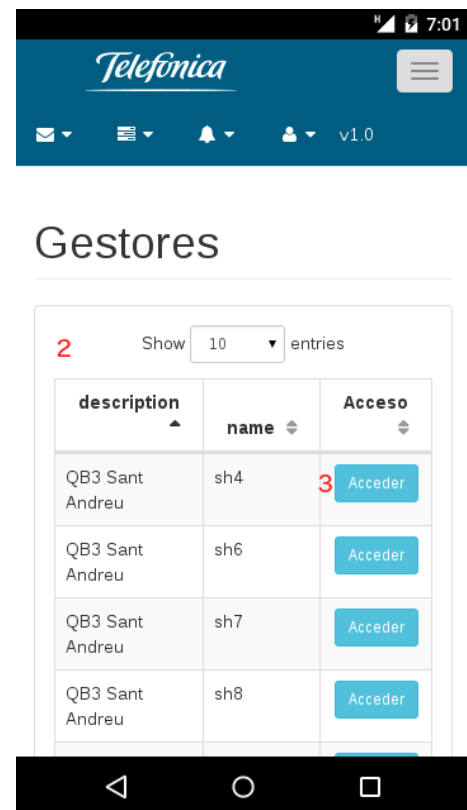 H 7:01
Telefónica
v1.0
Gestores
2 Show 10 entries
description name Acceso
QB3 Sant Andreu sh4 3 Acceder
QB3 Sant Andreu sh6 Acceder
QB3 Sant Andreu sh7 Acceder
QB3 Sant Andreu sh8 Acceder